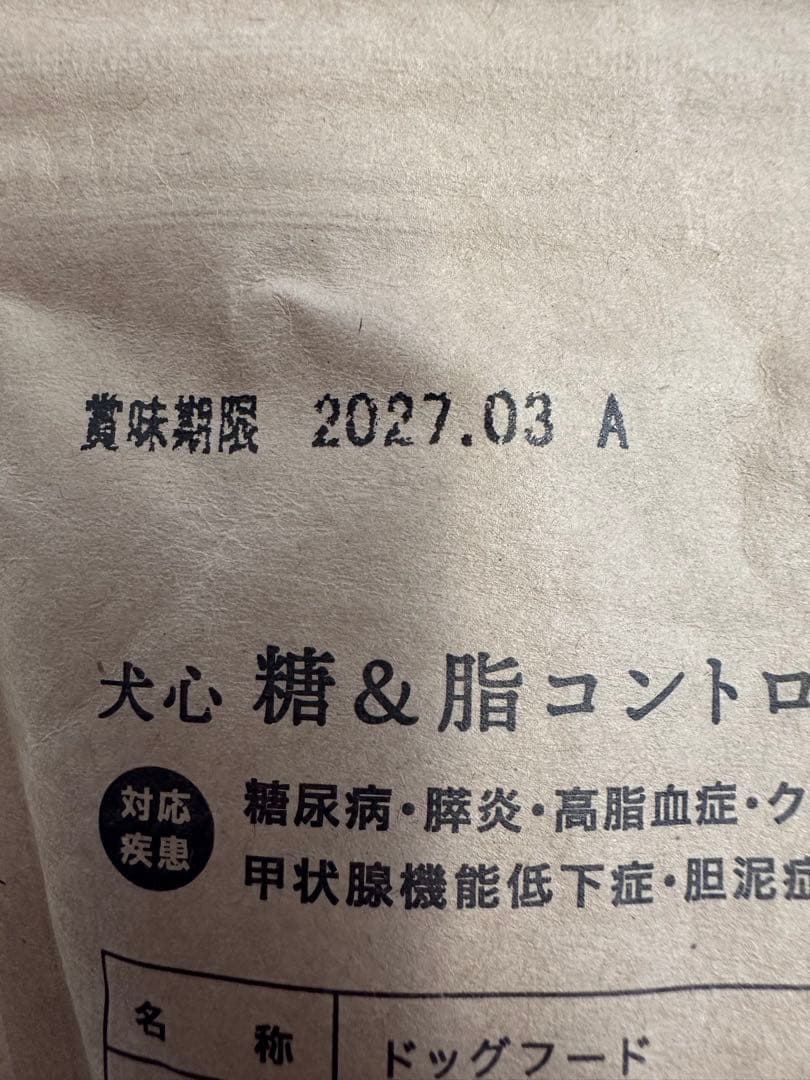 賞味期限 2027.03 A
犬心 糖&脂コントロ
対応
疾患
糖尿病・膵炎・高脂血症・ク
甲状腺機能低下症・胆泥症
名 称
ドッグフード